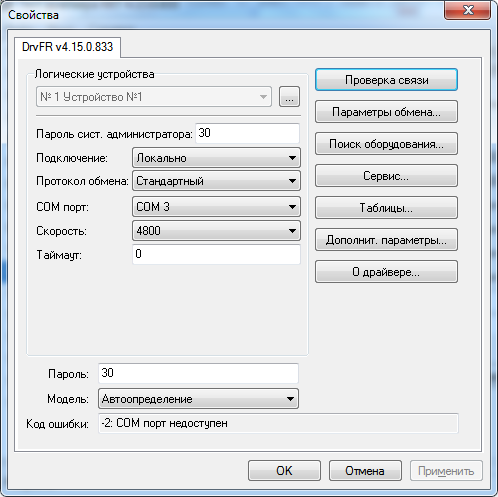 Свойства
DrvFR v4.15.0.833
Логические устройства
№ 1 Устройство №1
...
Пароль сист. администратора: 30
Подключение: Локально
Протокол обмена: Стандартный
COM порт: COM 3
Скорость: 4800
Таймаут: 0
Проверка связи
Параметры обмена...
Поиск оборудования...
Сервис...
Таблицы...
Дополнит. параметры...
О драйвере...
Пароль: 30
Модель: Автоопределение
Код ошибки: -2: COM порт недоступен
OK
Отмена
Применить